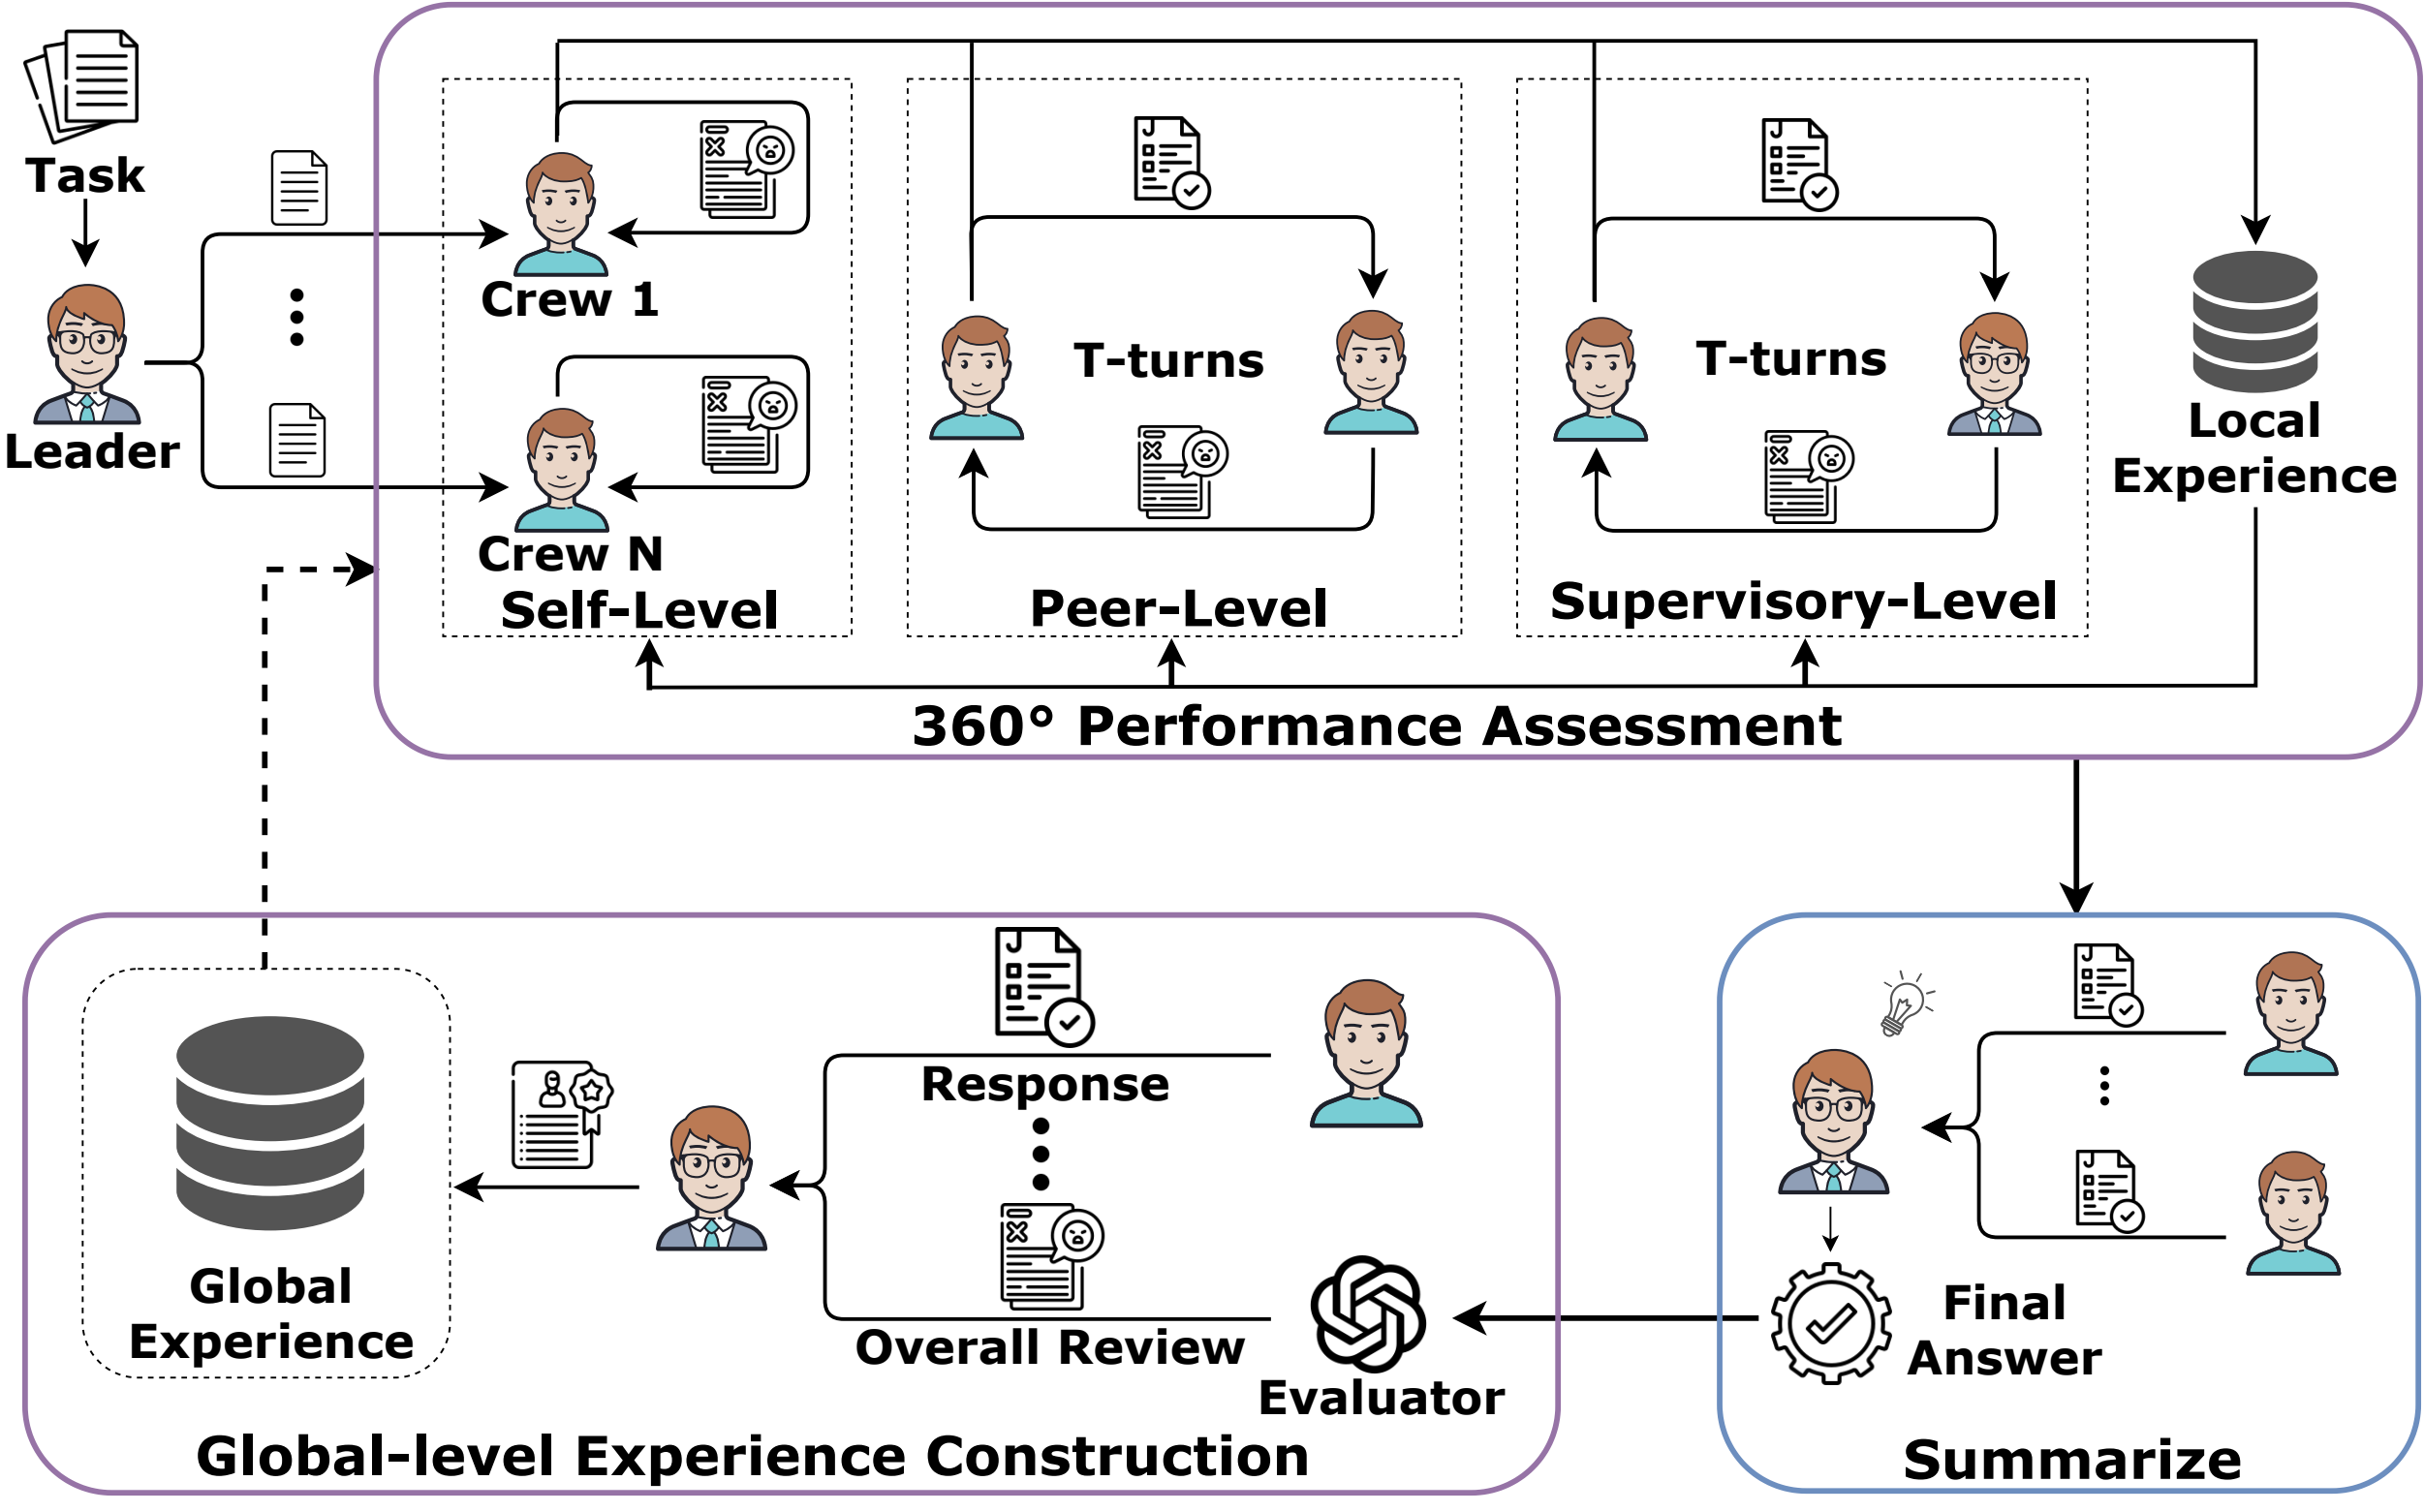 Task
Leader
Crew 1
Crew N
Self-Level
T-turns
Peer-Level
T-turns
Supervisory-Level
Local
Experience
360° Performance Assessment
Global
Experience
Response
Overall Review
Evaluator
Global-level Experience Construction
Final
Answer
Summarize